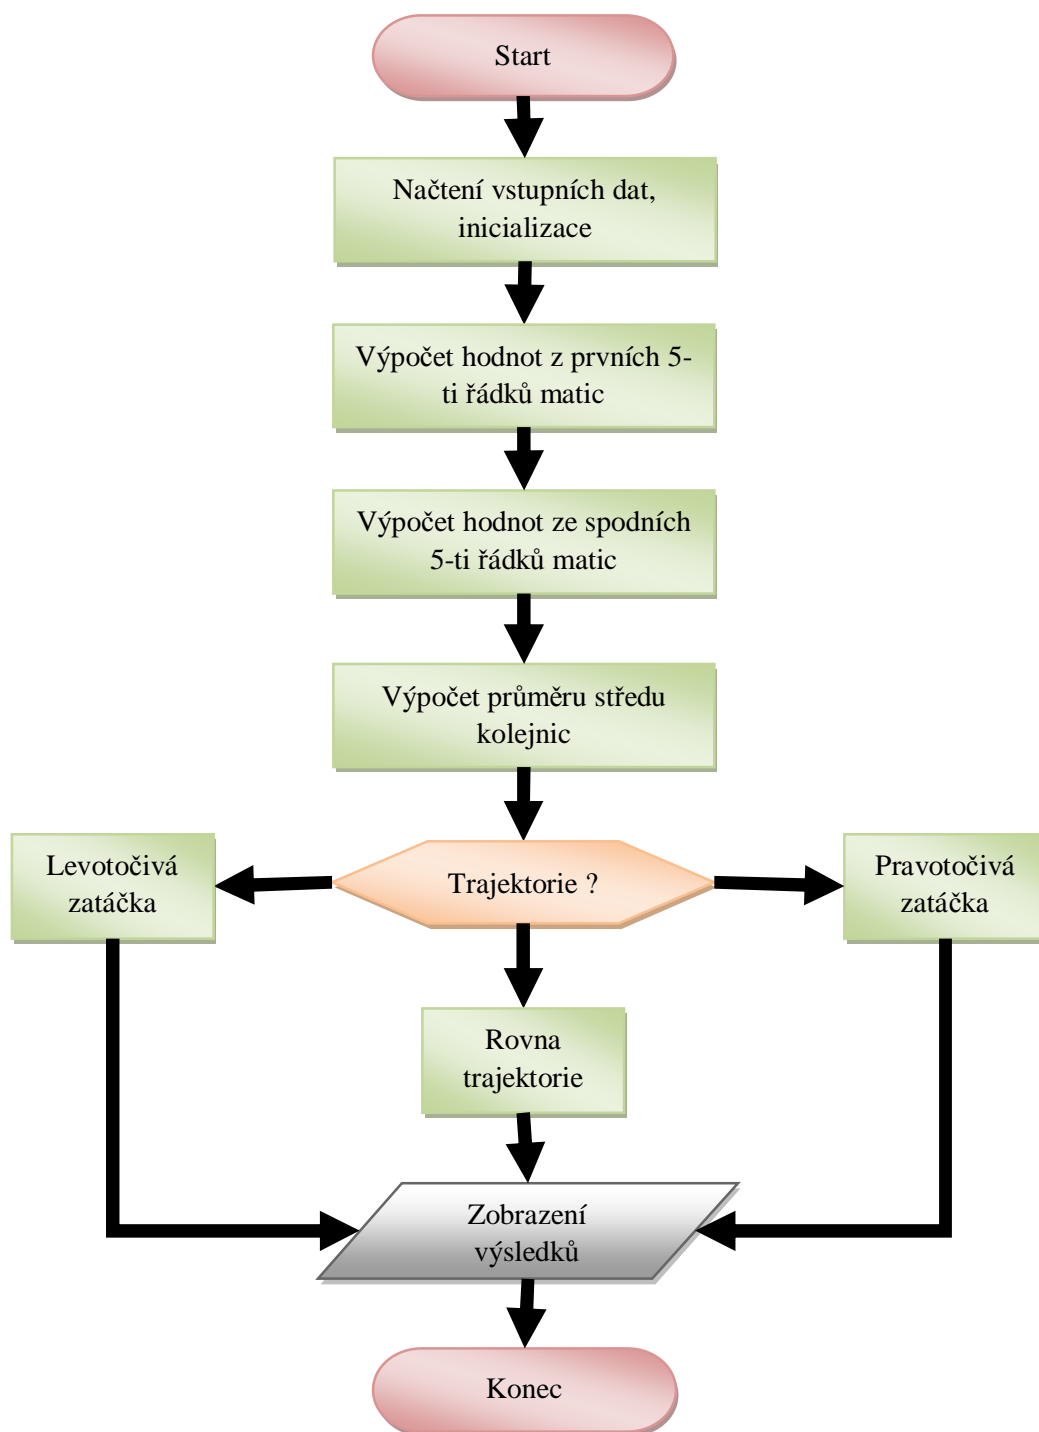 Start
Načtení vstupních dat,
inicializace
Výpočet hodnot z prvních 5-
ti řádků matic
Výpočet hodnot ze spodních
5-ti řádků matic
Výpočet průměru středu
kolejnic
Levotočivá
zatáčka
Trajektorie ?
Pravotočivá
zatáčka
Rovna
trajektorie
Zobrazení
výsledků
Konec